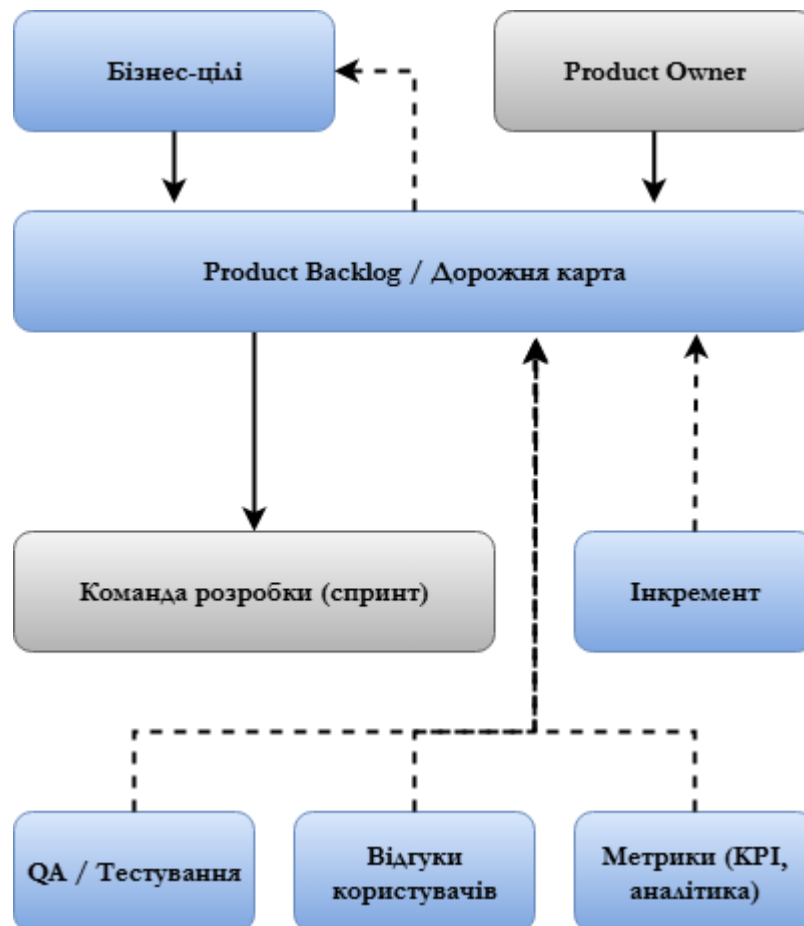 Бізнес-цілі
Product Owner
Product Backlog / Дорожня карта
Команда розробки (спринт)
Інкремент
QA / Тестування
Відгуки
користувачів
Метрики (KPI,
аналітика)